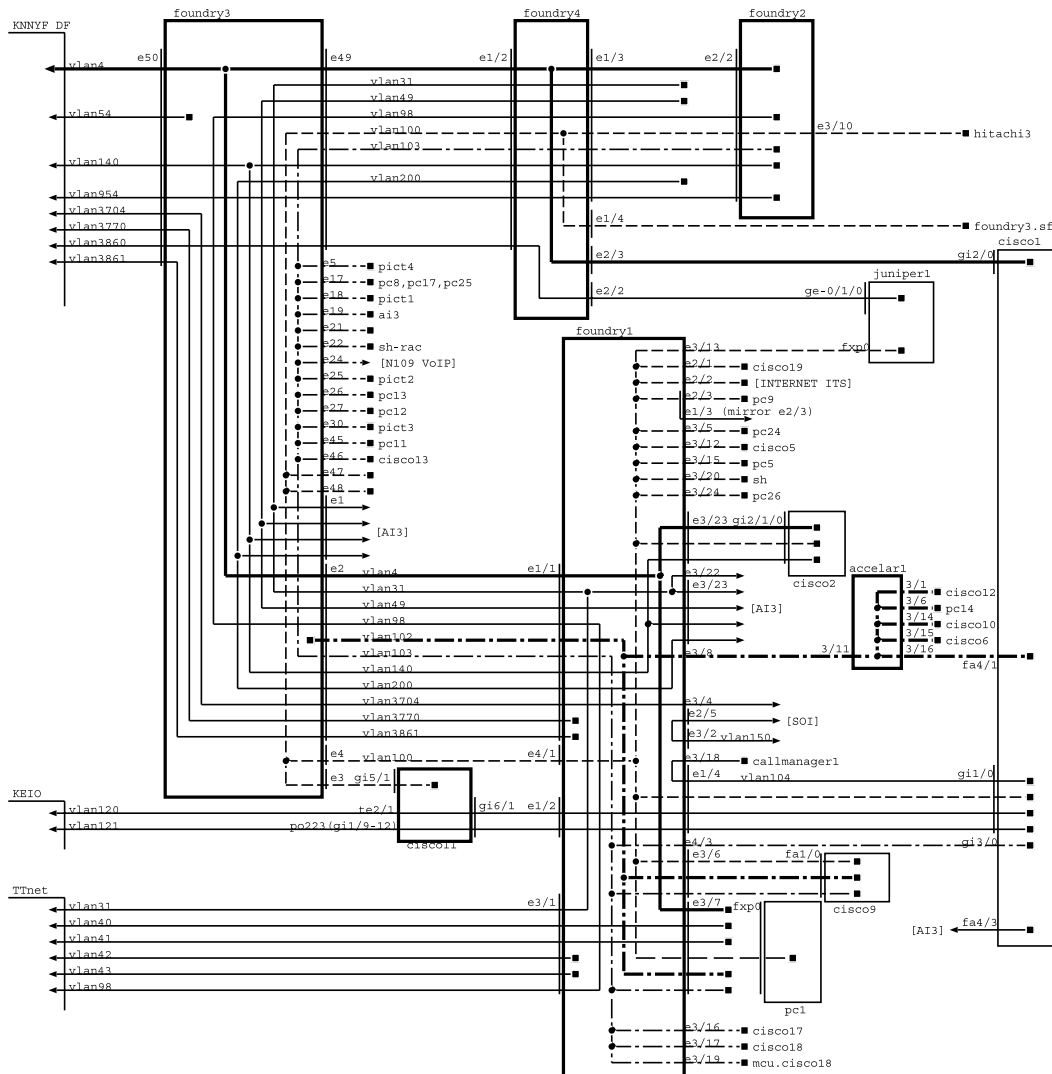 foundry3
foundry4
foundry2
KNNYF DF
e50
e49
e1/2
e1/3
e2/2
vlan4
vlan31
vlan49
vlan54
vlan98
vlan100
e3/10
hitachi3
vlan103
vlan140
vlan200
vlan954
vlan3704
e1/4
foundry3.sf
vlan3770
vlan3860
cisco1
vlan3861
e2/3
gi2/0
e5
pict4
juniper1
e17
pc8,pc17,pc25
e18
pict1
e2/2
ge-0/1/0
e19
ai3
e21
foundry1
e22
sh-rac
e3/13
fxp0
e24
[N109 VoIP]
e2/1
cisco19
e25
pict2
e2/2
[INTERNET ITS]
e26
pc13
e2/3
pc9
e27
pc12
e1/3 (mirror e2/3)
e30
pict3
e3/5
pc24
e45
pc11
e3/12
cisco5
e46
cisco13
e3/15
pc5
e47
e3/20
sh
e48
e3/24
pc26
e1
[AI3]
e3/23
gi2/1/0
e2
vlan4
e1/1
e3/22
cisco2
accelar1
vlan31
e3/23
3/1
cisco12
vlan49
[AI3]
3/6
pc14
vlan98
3/14
cisco10
vlan102
3/15
cisco6
vlan103
e3/8
3/11
3/16
fa4/1
vlan140
vlan200
vlan3704
e3/4
vlan3770
e2/5
[SOI]
vlan3861
e3/2
vlan150
e4
vlan100
e4/1
e3/18
callmanager1
e3
gi5/1
e1/4
vlan104
gi1/0
KEIO
vlan120
te2/1
gi6/1
e1/2
vlan121
po223(gi1/9-12)
cisco11
e4/3
gi3/0
e3/6
fa1/0
TTnet
cisco9
vlan31
e3/1
e3/7
fxp0
vlan40
vlan41
fa4/3
[AI3]
vlan42
vlan43
vlan98
pc1
e3/16
cisco17
e3/17
cisco18
e3/19
mcu.cisco18